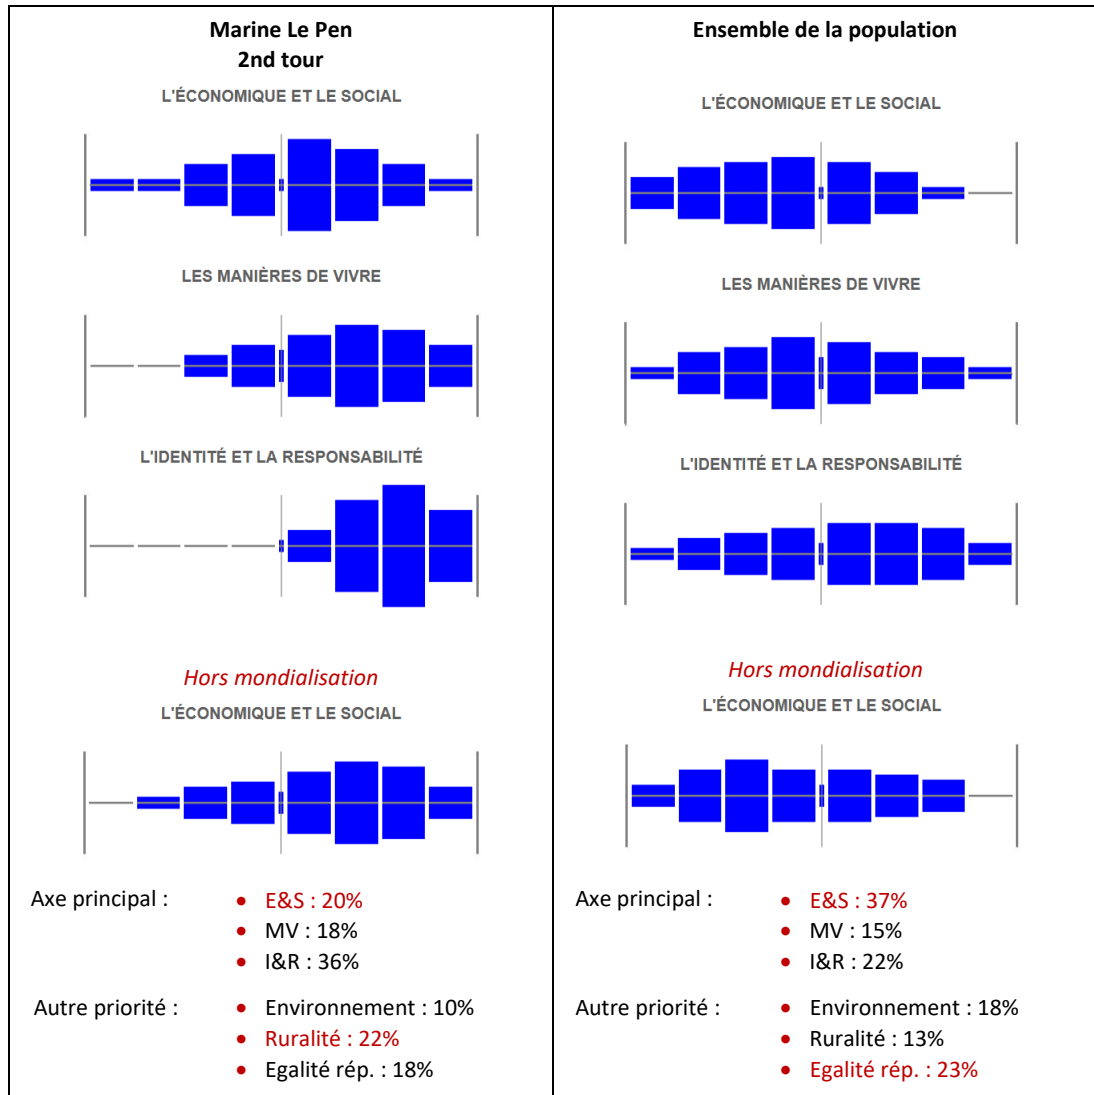 Marine Le Pen
2nd tour
L'ÉCONOMIQUE ET LE SOCIAL
LES MANIÈRES DE VIVRE
L'IDENTITÉ ET LA RESPONSABILITÉ
Hors mondialisation
L'ÉCONOMIQUE ET LE SOCIAL
Axe principal :
• E&S : 20%
• MV : 18%
• I&R : 36%
Autre priorité :
• Environnement : 10%
• Ruralité : 22%
• Egalité rép. : 18%
Ensemble de la population
L'ÉCONOMIQUE ET LE SOCIAL
LES MANIÈRES DE VIVRE
L'IDENTITÉ ET LA RESPONSABILITÉ
Hors mondialisation
L'ÉCONOMIQUE ET LE SOCIAL
Axe principal :
• E&S : 37%
• MV : 15%
• I&R : 22%
Autre priorité :
• Environnement : 18%
• Ruralité : 13%
• Egalité rép. : 23%